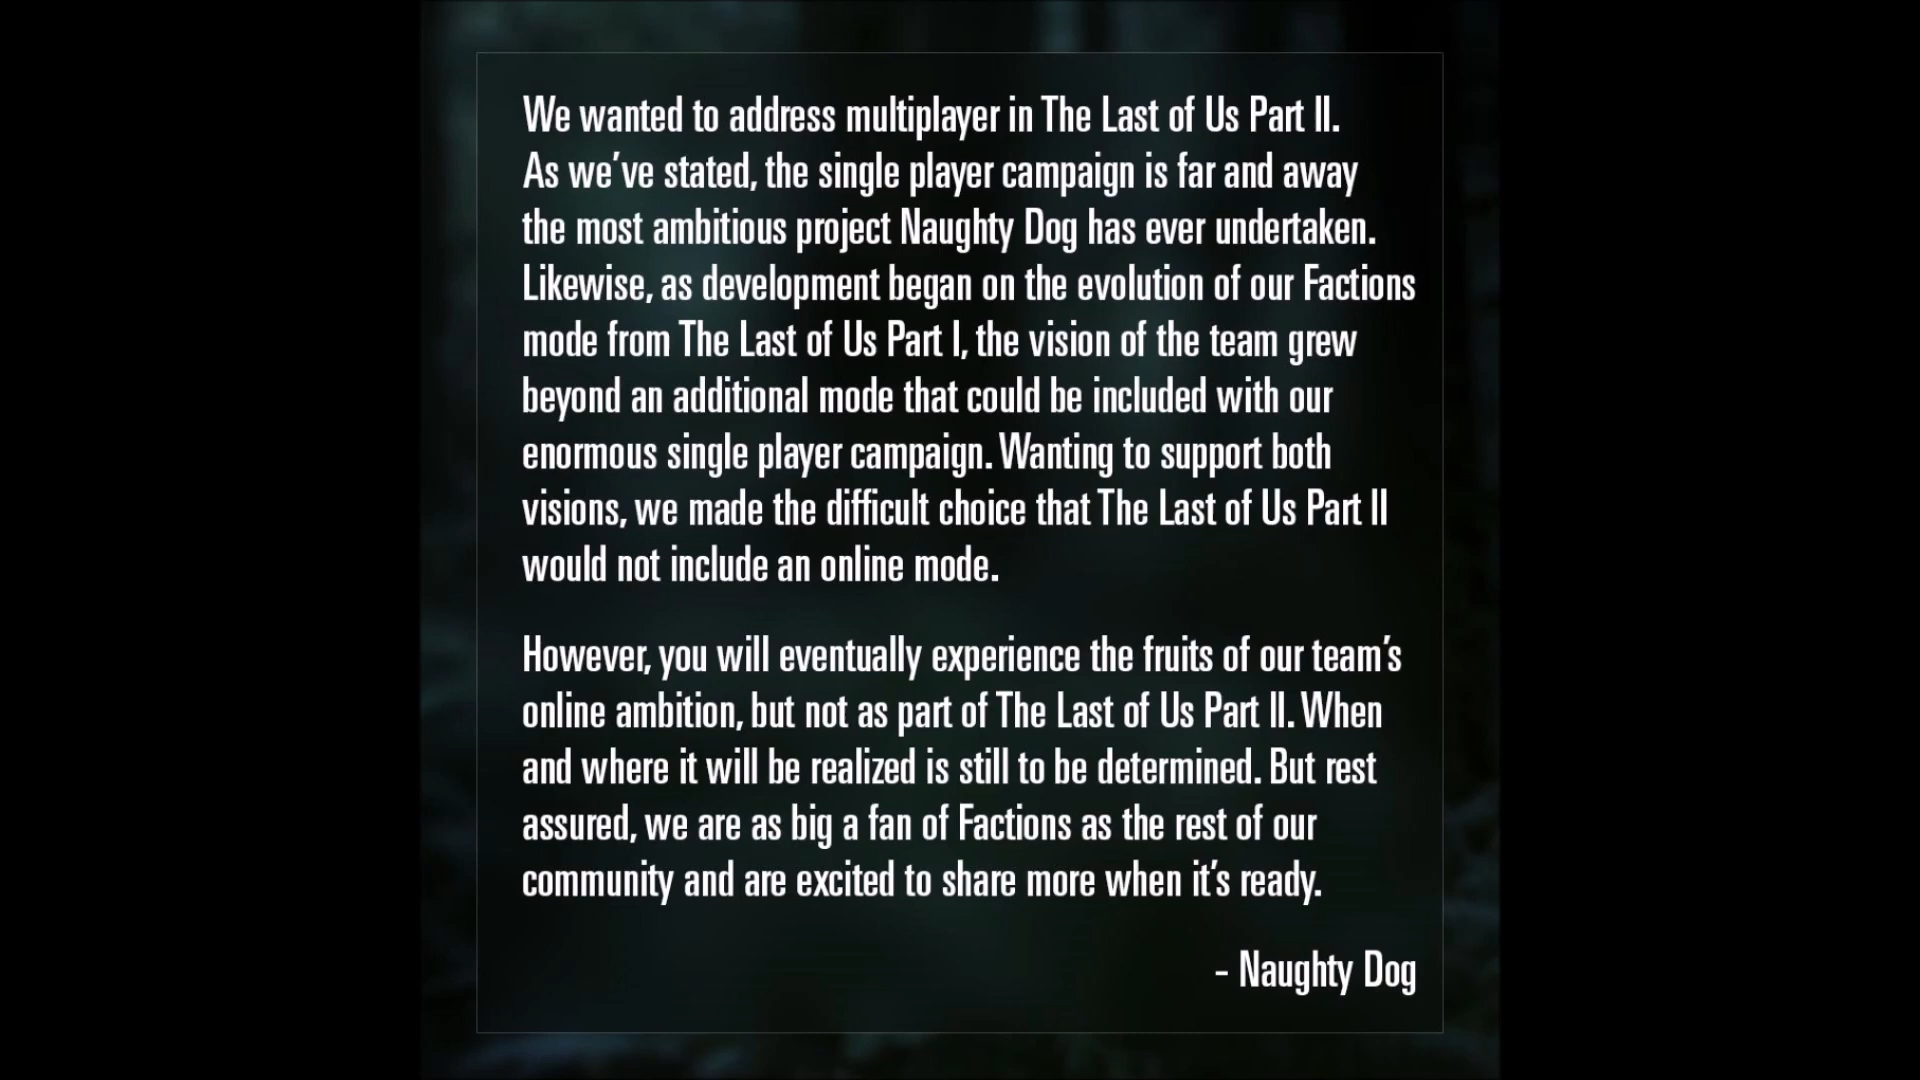 We wanted to address multiplayer in The Last of Us Part II.
As we've stated, the single player campaign is far and away
the most ambitious project Naughty Dog has ever undertaken.
Likewise, as development began on the evolution of our Factions
mode from The Last of Us Part I, the vision of the team grew
beyond an additional mode that could be included with our
enormous single player campaign. Wanting to support both
visions, we made the difficult choice that The Last of Us Part II
would not include an online mode.
However, you will eventually experience the fruits of our team's
online ambition, but not as part of The Last of Us Part II. When
and where it will be realized is still to be determined. But rest
assured, we are as big a fan of Factions as the rest of our
community and are excited to share more when it's ready.
- Naughty Dog